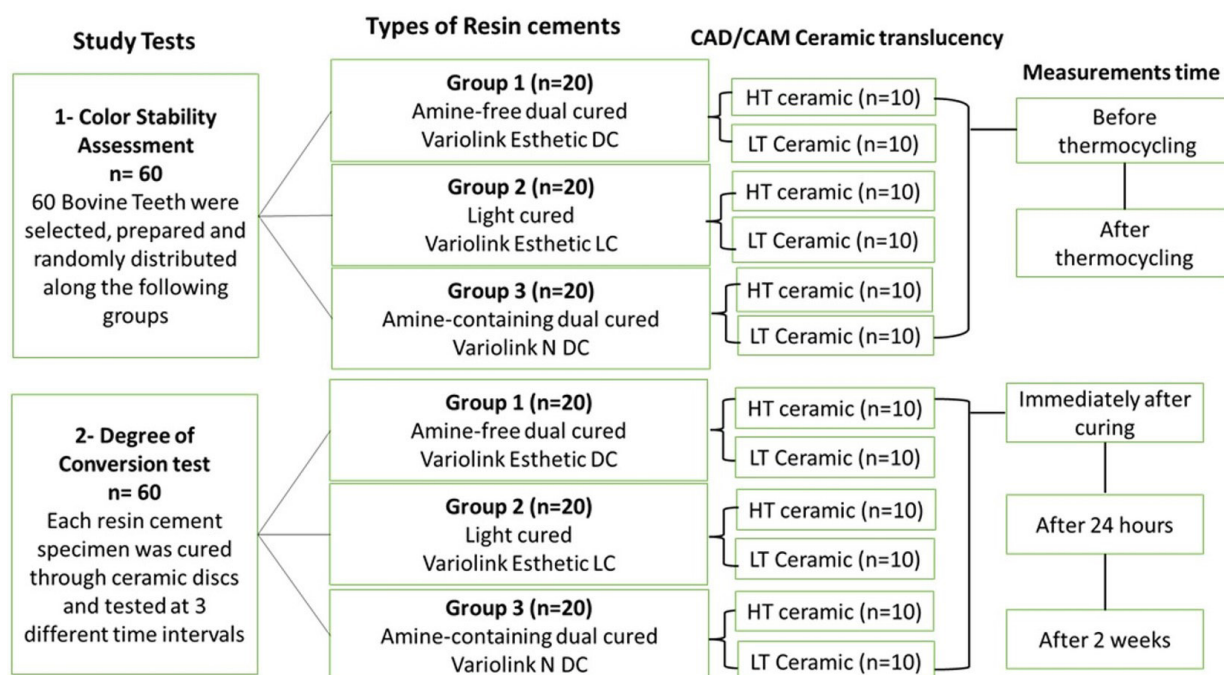 Study Tests
Types of Resin cements
CAD/CAM Ceramic translucency
Measurements time
1- Color Stability
Assessment
n= 60
60 Bovine Teeth were
selected, prepared and
randomly distributed
along the following
groups
Group 1 (n=20)
Amine-free dual cured
Variolink Esthetic DC
HT ceramic (n=10)
LT Ceramic (n=10)
Group 2 (n=20)
Light cured
Variolink Esthetic LC
HT ceramic (n=10)
LT Ceramic (n=10)
Group 3 (n=20)
Amine-containing dual cured
Variolink N DC
HT ceramic (n=10)
LT Ceramic (n=10)
Before
thermocycling
After
thermocycling
2- Degree of
Conversion test
n= 60
Each resin cement
specimen was cured
through ceramic discs
and tested at 3
different time intervals
Group 1 (n=20)
Amine-free dual cured
Variolink Esthetic DC
HT ceramic (n=10)
LT Ceramic (n=10)
Group 2 (n=20)
Light cured
Variolink Esthetic LC
HT ceramic (n=10)
LT Ceramic (n=10)
Group 3 (n=20)
Amine-containing dual cured
Variolink N DC
HT ceramic (n=10)
LT Ceramic (n=10)
Immediately after
curing
After 24 hours
After 2 weeks